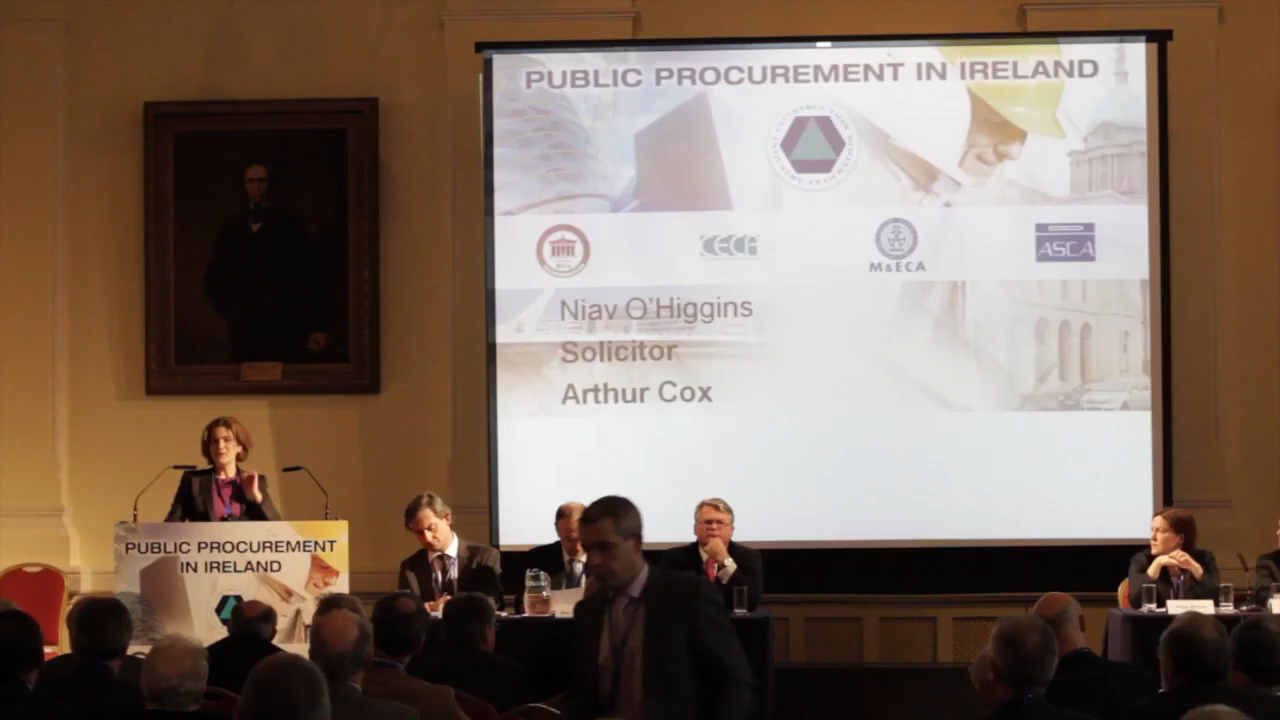 PUBLIC PROCUREMENT IN IRELAND
CECA
M&ECA
ASCA
Niav O'Higgins
Solicitor
Arthur Cox
PUBLIC PROCUREMENT
IN IRELAND